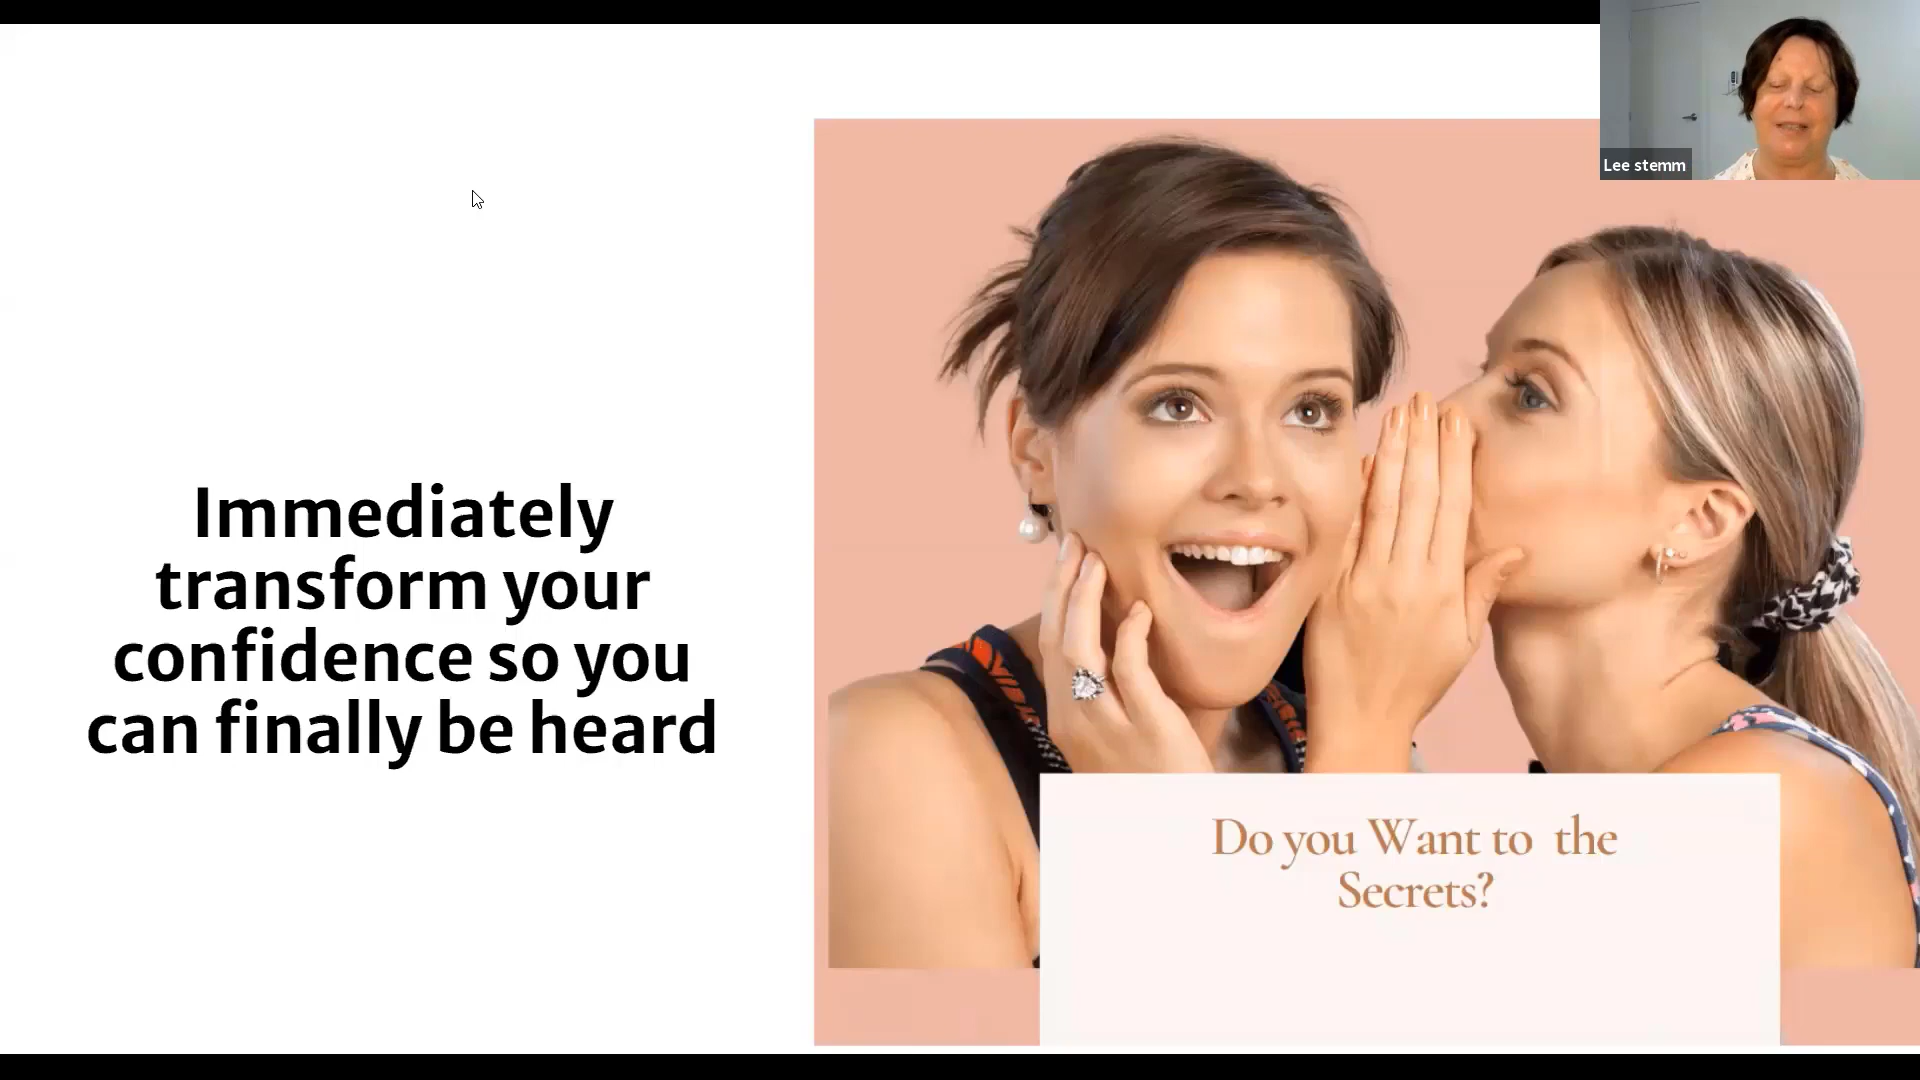 Lee stemm
Immediately
transform your
confidence so you
can finally be heard
Do you Want to the
Secrets?